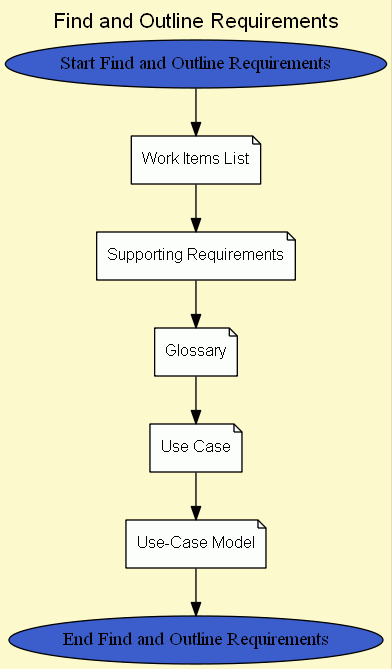 Find and Outline Requirements
Start Find and Outline Requirements
Work Items List
Supporting Requirements
Glossary
Use Case
Use-Case Model
End Find and Outline Requirements